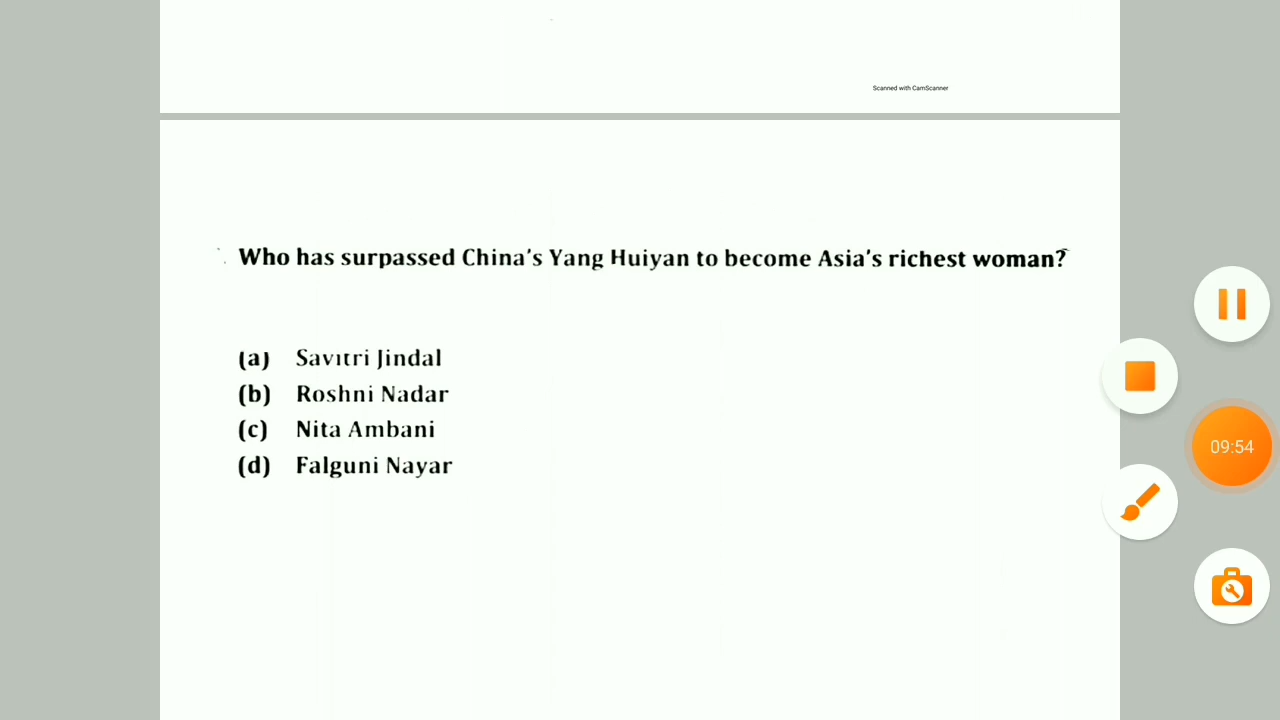 Scanned with CamScanner
Who has surpassed China's Yang Huiyan to become Asia's richest woman?
(a) Savitri Jindal
(b) Roshni Nadar
(c) Nita Ambani
(d) Falguni Nayar
09:54